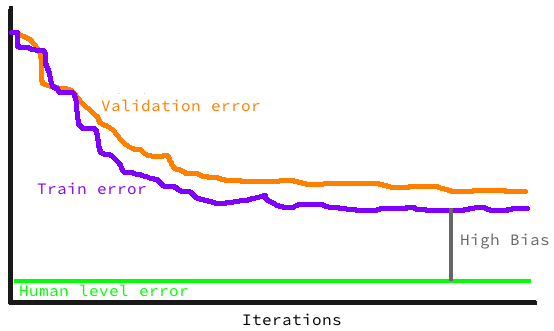 Validation error
Train error
High Bias
Human level error
Iterations